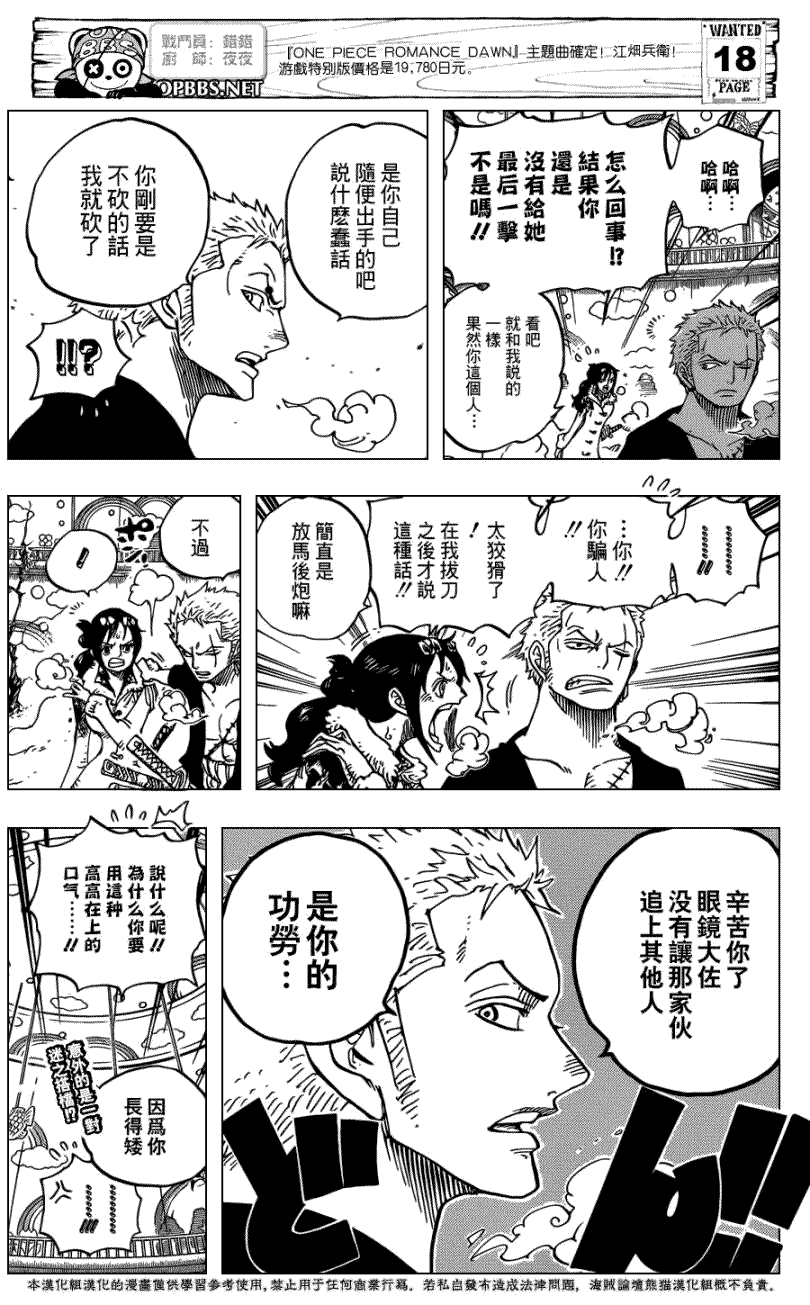 戰鬥員：錯錯
廚　師：夜夜
OPBBS.NET
『ONE PIECE ROMANCE DAWN』主題曲確定！江畑兵衛！
游戲特別版價格是19,780日元。
WANTED
18
PAGE
哈啊…
哈啊…
怎么回事!?
結果你
還是
沒有給她
最后一擊
不是嗎!!
看吧
就和我說的
一樣
果然你這個人…
是你自己
隨便出手的吧
説什麽蠢話
你剛要是
不砍的話
我就砍了
!!?
………!!
…你!!
你騙人
!!
太狡猾了
！
在我拔刀
之後才説
這種話!!
簡直是
放馬後炮嘛
不過
ポン
！
辛苦你了
眼鏡大佐
没有讓那家伙
追上其他人
是你的
功勞…
ど
ん!!
說什么呢!!
為什么你要
用這种
高高在上的
口气……!!
意外的是一對
迷之搭檔!?
因爲你
長得矮
………!!!
本漢化組漢化的漫畫僅供學習参考使用，禁止用于任何商業行爲。若私自發布造成法律問題，海賊論壇熊猫漢化組概不負責。